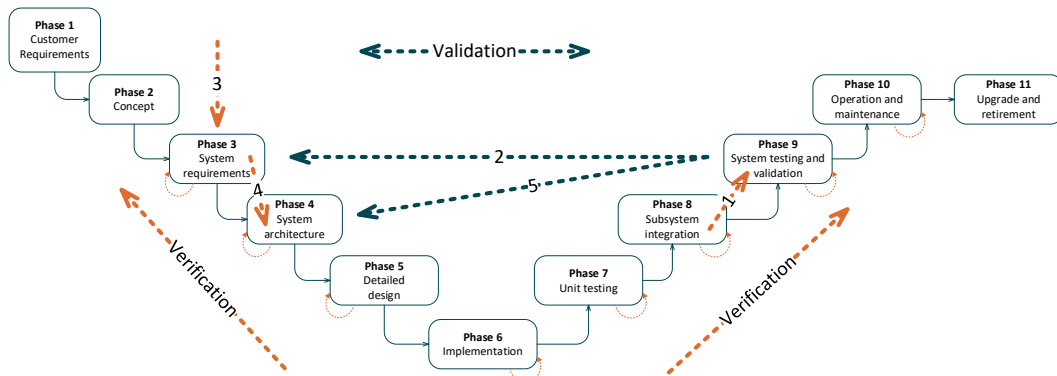 Phase 1
Customer
Requirements
Phase 2
Concept
3
Validation
Phase 3
System
requirements
4
Phase 4
System
architecture
2
5
Phase 5
Detailed
design
Phase 6
Implementation
Phase 7
Unit testing
Phase 8
Subsystem
integration
1
Phase 9
System testing and
validation
Phase 10
Operation and
maintenance
Phase 11
Upgrade and
retirement
Verification
Verification